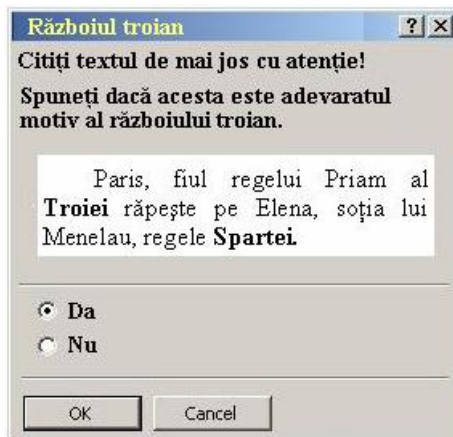 Războiul troian
Citiți textul de mai jos cu atenție!
Spuneți dacă acesta este adevaratul
motiv al războiului troian.
Paris, fiul regelui Priam al
Troiei răpește pe Elena, soția lui
Menelau, regele Spartei.
Da
Nu
OK Cancel